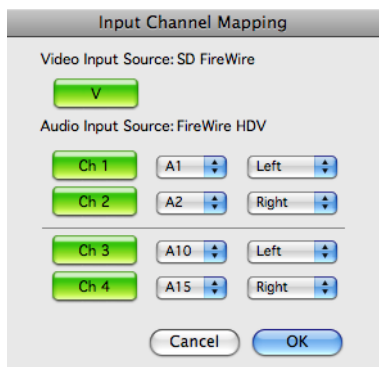 Input Channel Mapping
Video Input Source: SD FireWire
V
Audio Input Source: FireWire HDV
Ch 1 A1 Left
Ch 2 A2 Right
Ch 3 A10 Left
Ch 4 A15 Right
Cancel OK